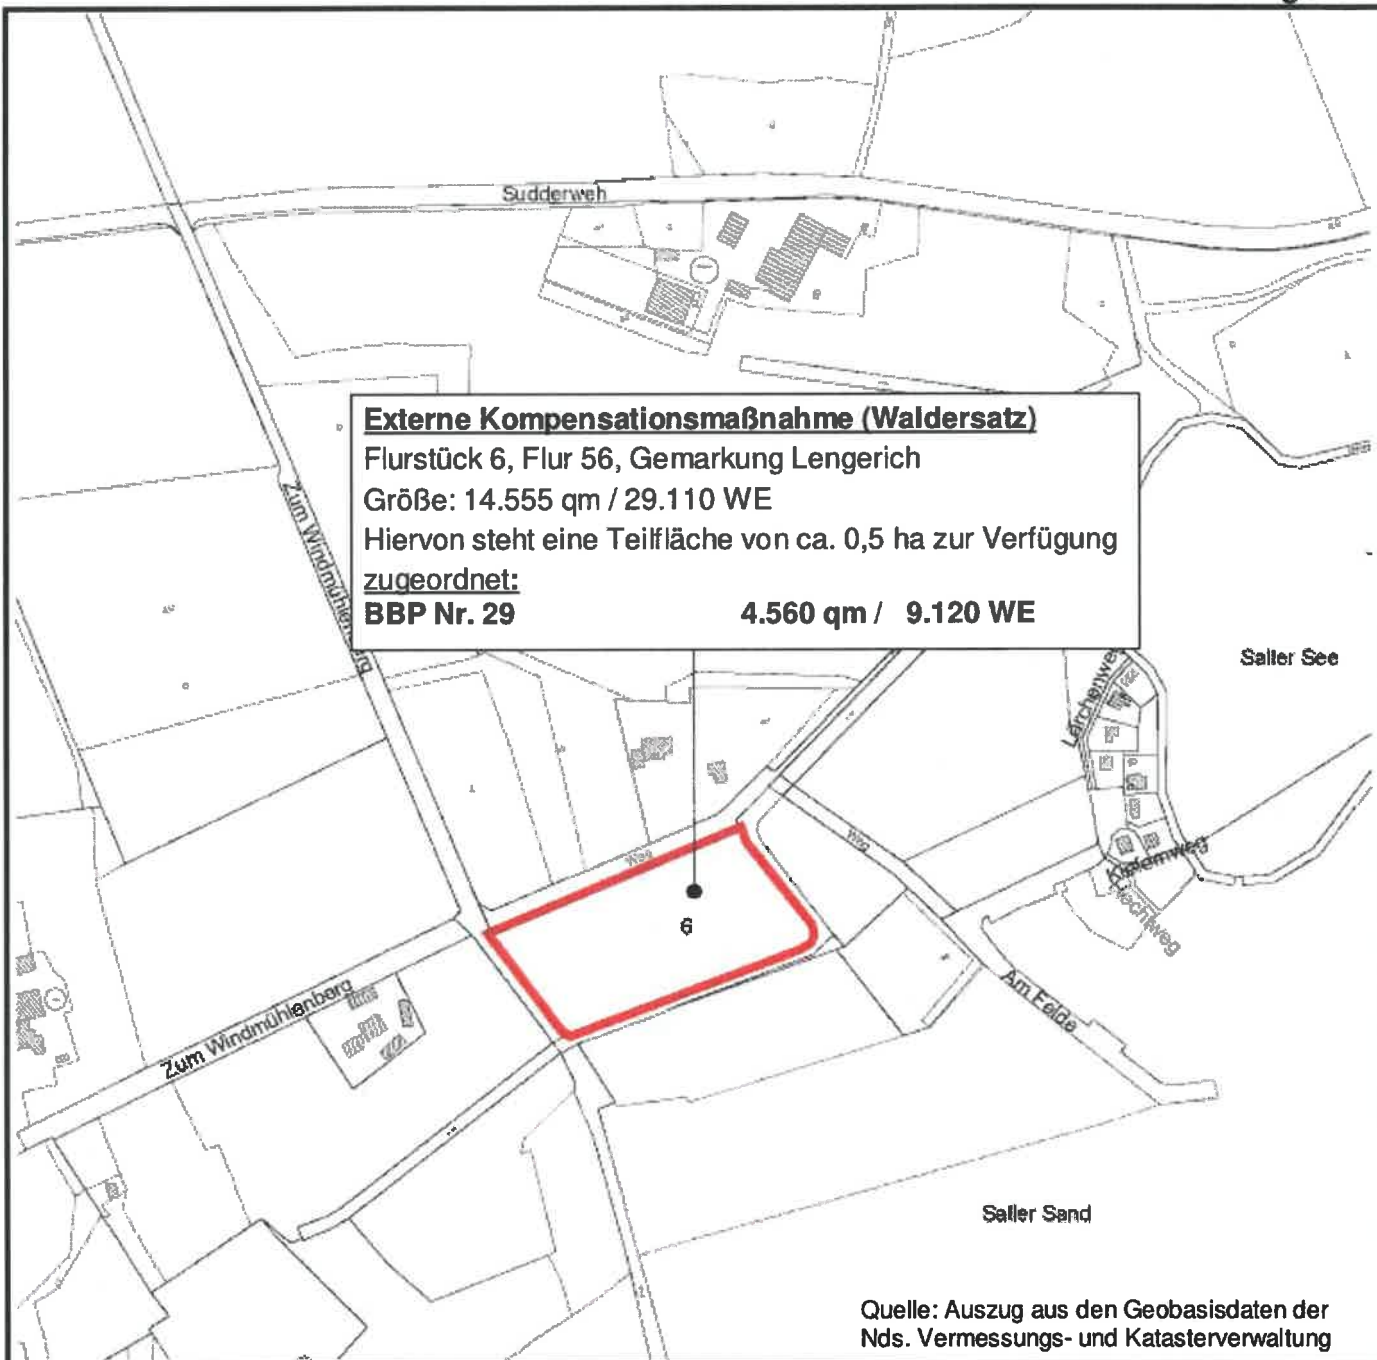 Sudderweh
Externe Kompensationsmaßnahme (Waldersatz)
Flurstück 6, Flur 56, Gemarkung Lengerich
Größe: 14.555 qm / 29.110 WE
Hiervon steht eine Teilfläche von ca. 0,5 ha zur Verfügung
zugeordnet:
BBP Nr. 29 4.560 qm / 9.120 WE
Zum Windmühlenberg
Saller See
Lärchenweg
Weg
Weg
Kiefernweg
6
Am Felde
Zum Windmühlenberg
Saller Sand
Quelle: Auszug aus den Geobasisdaten der
Nds. Vermessungs- und Katasterverwaltung